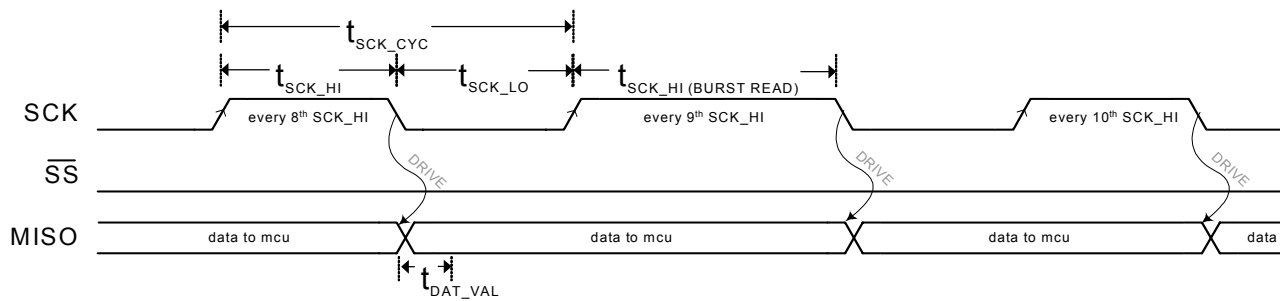 tSCK_CYC
tSCK_HI tSCK_LO tSCK_HI (BURST READ)
SCK every 8th SCK_HI every 9th SCK_HI every 10th SCK_HI
DRIVE DRIVE DRIVE
SS
MISO data to mcu data to mcu data to mcu data
tDAT_VAL